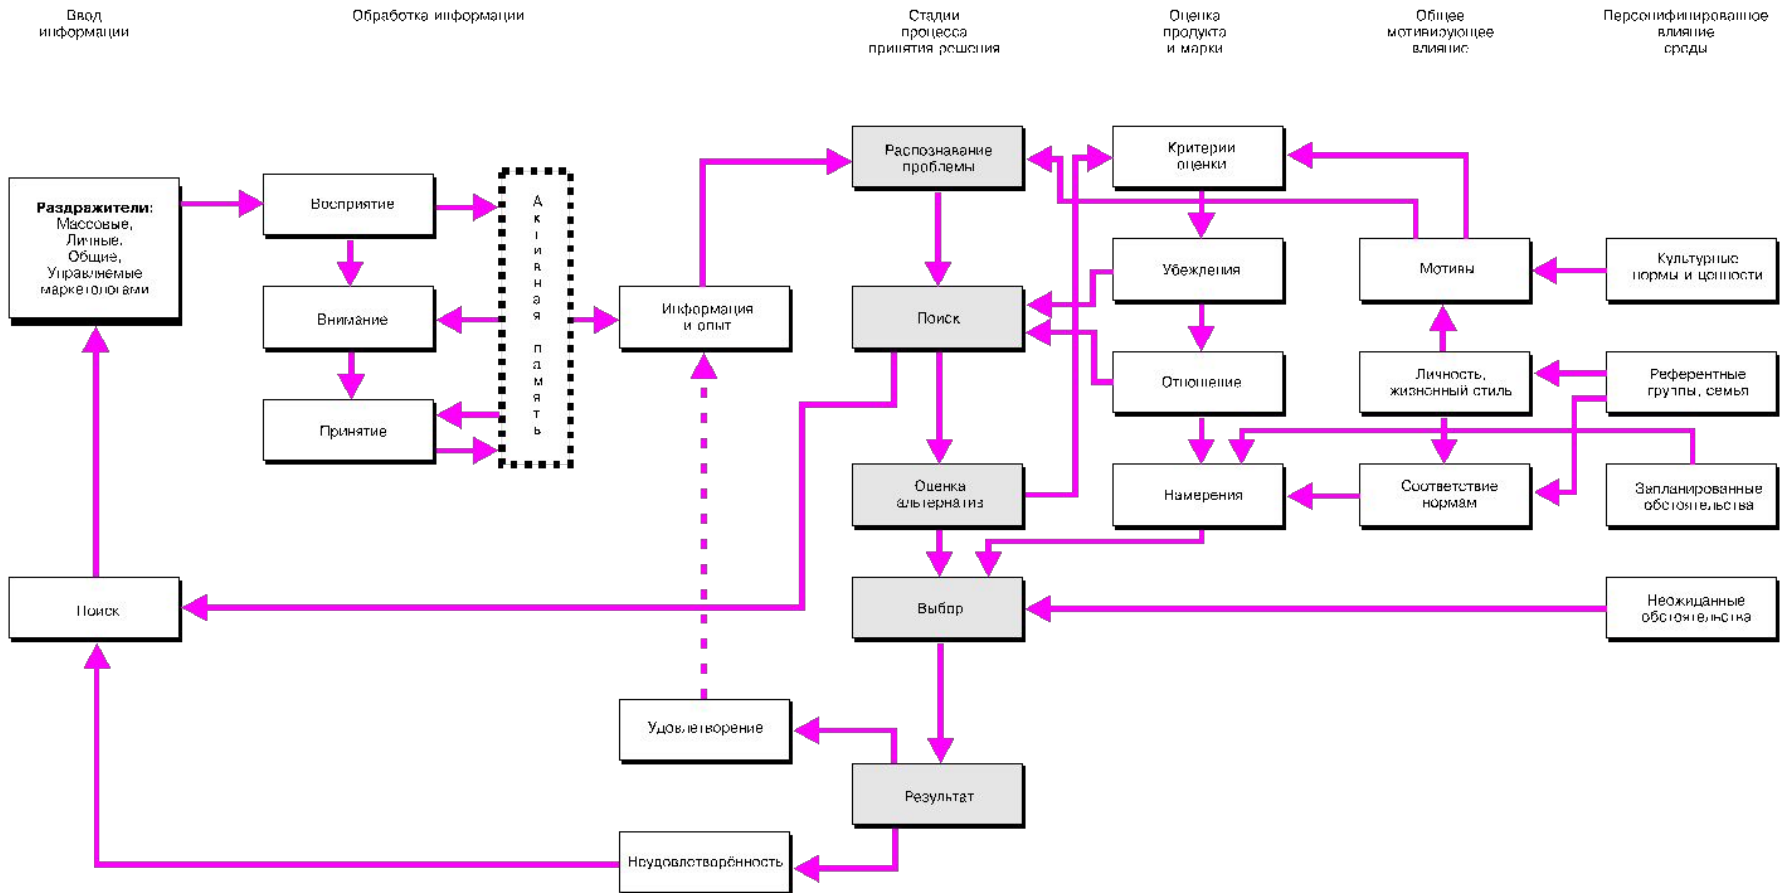 Ввод
информации
Обработка информации
Стадии
процесса
принятия решения
Оценка
продукта
и марки
Общее
мотивирующее
влияние
Персонифинированное
влияние
среды
Раздражители:
Массовые,
Личные,
Общие,
Управляемые
маркетологами
Восприятие
Внимание
Принятие
Активная память
Информация
и опыт
Распознавание
проблемы
Поиск
Оценка
альтернатив
Выбор
Результат
Критерии
оценки
Убеждения
Отношение
Намерения
Мотивы
Личность,
жизненный стиль
Соответствие
нормам
Культурные
нормы и ценности
Референтные
группы, семья
Запланированные
обстоятельства
Неожиданные
обстоятельства
Поиск
Удовлетворение
Неудовлетворённость